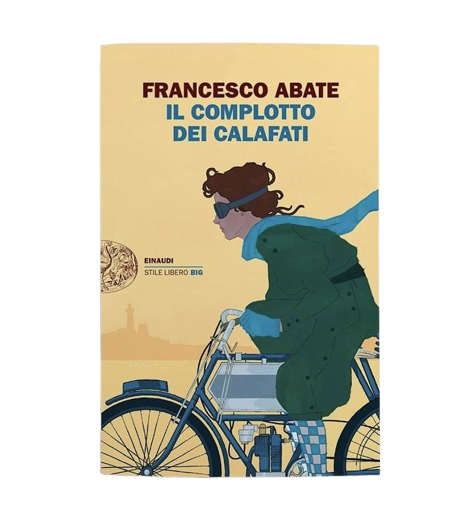 FRANCESCO ABATE
IL COMPLOTTO
DEI CALAFATI
EINAUDI
STILE LIBERO BIG